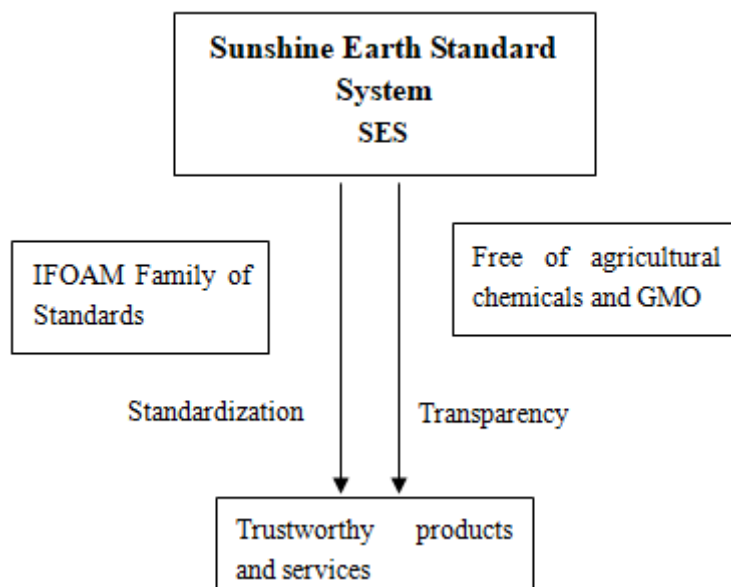 Sunshine Earth Standard
System
SES
IFOAM Family of
Standards
Free of agricultural
chemicals and GMO
Standardization
Transparency
Trustworthy products
and services